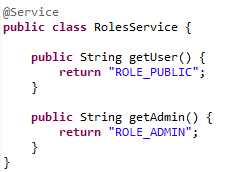 @Service
public class RolesService {
    public String getUser() {
        return "ROLE_PUBLIC";
    }
    public String getAdmin() {
        return "ROLE_ADMIN";
    }
}